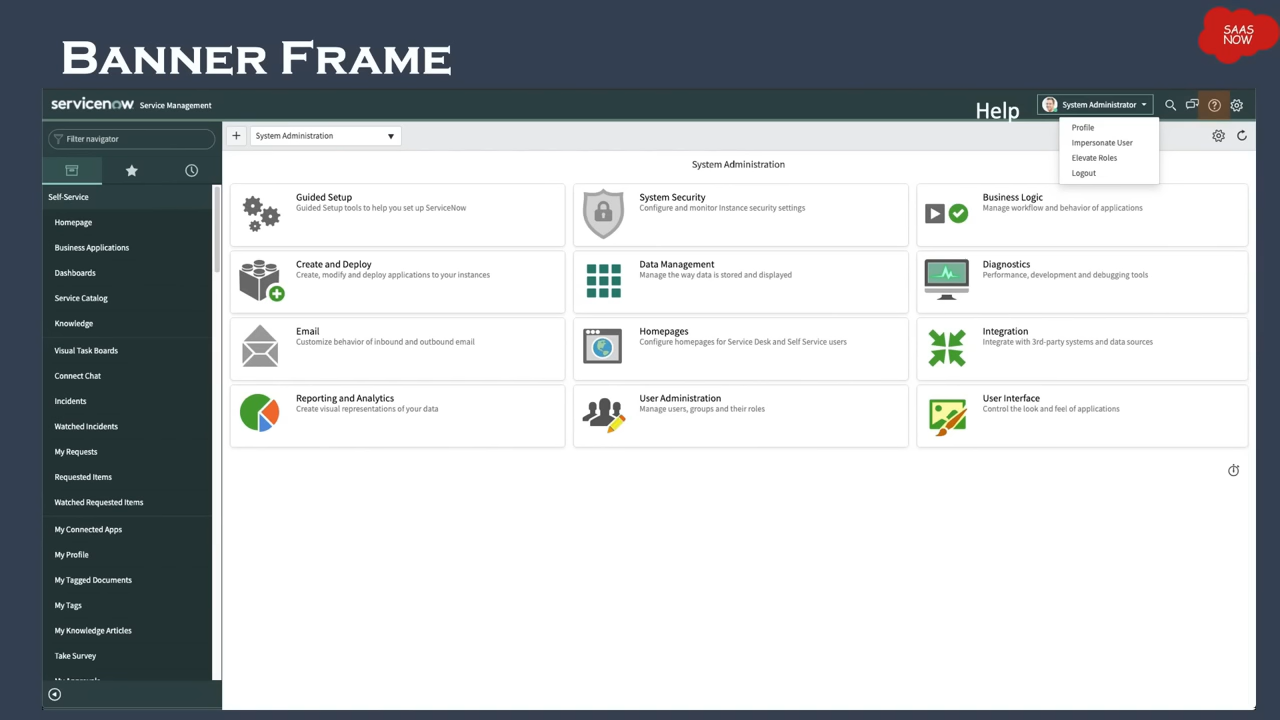 SAAS
NOW
BANNER FRAME
servicenow Service Management
Help
System Administrator
Profile
Impersonate User
Elevate Roles
Logout
Filter navigator
System Administration
System Administration
Self-Service
Homepage
Business Applications
Dashboards
Service Catalog
Knowledge
Visual Task Boards
Connect Chat
Incidents
Watched Incidents
My Requests
Requested Items
Watched Requested Items
My Connected Apps
My Profile
My Tagged Documents
My Tags
My Knowledge Articles
Take Survey
Guided Setup
Guided Setup tools to help you set up ServiceNow
System Security
Configure and monitor Instance security settings
Business Logic
Manage workflow and behavior of applications
Create and Deploy
Create, modify and deploy applications to your instances
Data Management
Manage the way data is stored and displayed
Diagnostics
Performance, development and debugging tools
Email
Customize behavior of inbound and outbound email
Homepages
Configure homepages for Service Desk and Self Service users
Integration
Integrate with 3rd-party systems and data sources
Reporting and Analytics
Create visual representations of your data
User Administration
Manage users, groups and their roles
User Interface
Control the look and feel of applications